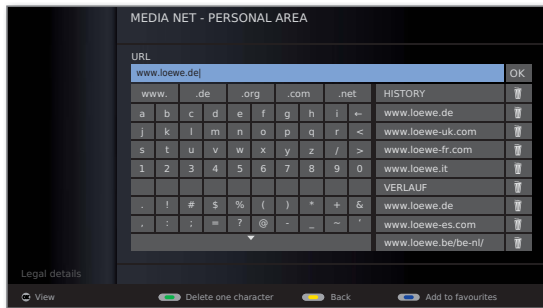 MEDIA NET - PERSONAL AREA
URL
www.loewe.de|
OK
www. .de .org .com .net HISTORY
a b c d e f g h i ← www.loewe.de
j k l m n o p q r < www.loewe-uk.com
s t u v w x y z / > www.loewe-fr.com
1 2 3 4 5 6 7 8 9 0 www.loewe.it
VERLAUF
. ! # $ % ( ) * + & www.loewe.de
, : ; = ? @ - _ ~ ‘ www.loewe-es.com
www.loewe.be/be-nl/
Legal details
View Delete one character Back Add to favourites